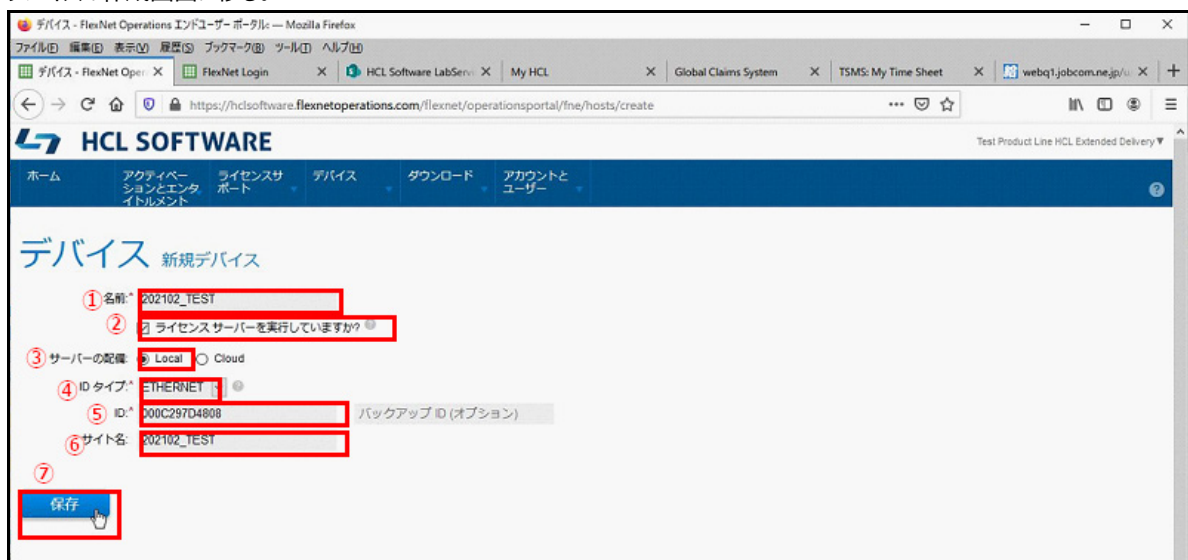 デバイス - FlexNet Operations エンドユーザー ポータル: — Mozilla Firefox
ファイル(F) 編集(E) 表示(V) 履歴(S) ブックマーク(B) ツール(T) ヘルプ(H)
デバイス - FlexNet Oper FlexNet Login HCL Software LabServi My HCL Global Claims System TSMS: My Time Sheet webq1.jobcom.ne.jp/u
https://hclsoftware.flexnetoperations.com/flexnet/operationsportal/fne/hosts/create
HCL SOFTWARE
Test Product Line HCL Extended Delivery▼
ホーム アクティベーションとエンタイトルメント ライセンスサポート デバイス ダウンロード アカウントとユーザー
デバイス 新規デバイス
①名前:* 202102_TEST
② ライセンス サーバーを実行していますか?
③ サーバーの配備: Local Cloud
④ ID タイプ:* ETHERNET
⑤ ID:* 000C297D4808 バックアップ ID (オプション)
⑥ サイト名: 202102_TEST
⑦
保存